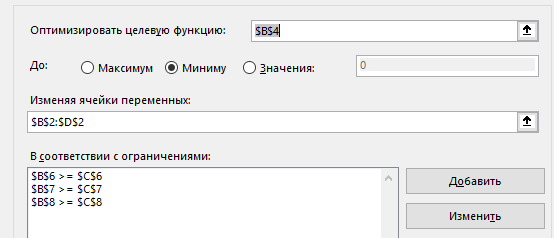 Оптимизировать целевую функцию: $B$4
До: Максимум Миниму Значения: 0
Изменяя ячейки переменных:
$B$2:$D$2
В соответствии с ограничениями:
$B$6 >= $C$6
$B$7 >= $C$7
$B$8 >= $C$8
Добавить
Изменить